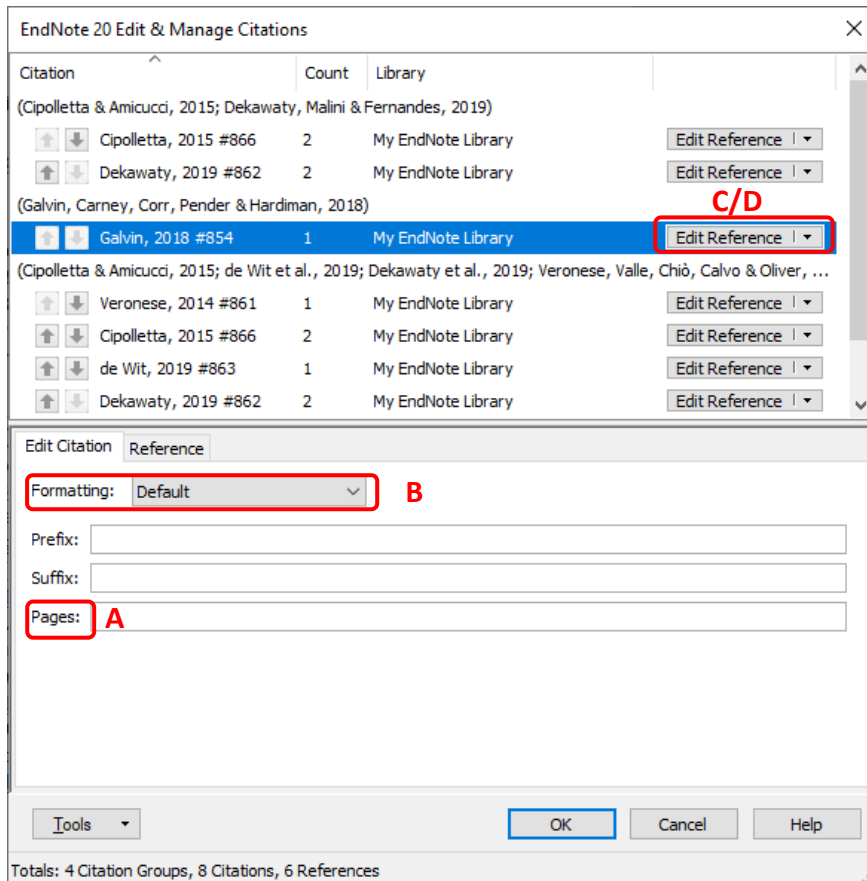 EndNote 20 Edit & Manage Citations
Citation Count Library
(Cipolletta & Amicucci, 2015; Dekawaty, Malini & Fernandes, 2019)
Cipolletta, 2015 #866 2 My EndNote Library Edit Reference
Dekawaty, 2019 #862 2 My EndNote Library Edit Reference
(Galvin, Carney, Corr, Pender & Hardiman, 2018)
C/D
Galvin, 2018 #854 1 My EndNote Library Edit Reference
(Cipolletta & Amicucci, 2015; de Wit et al., 2019; Dekawaty et al., 2019; Veronese, Valle, Chiò, Calvo & Oliver, ...
Veronese, 2014 #861 1 My EndNote Library Edit Reference
Cipolletta, 2015 #866 2 My EndNote Library Edit Reference
de Wit, 2019 #863 1 My EndNote Library Edit Reference
Dekawaty, 2019 #862 2 My EndNote Library Edit Reference
Edit Citation Reference
Formatting: Default B
Prefix:
Suffix:
Pages: A
Tools OK Cancel Help
Totals: 4 Citation Groups, 8 Citations, 6 References